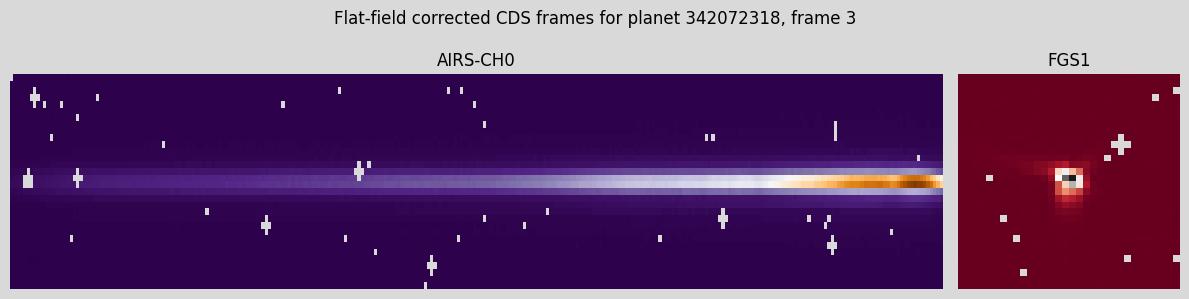 Flat-field corrected CDS frames for planet 342072318, frame 3
AIRS-CH0
FGS1